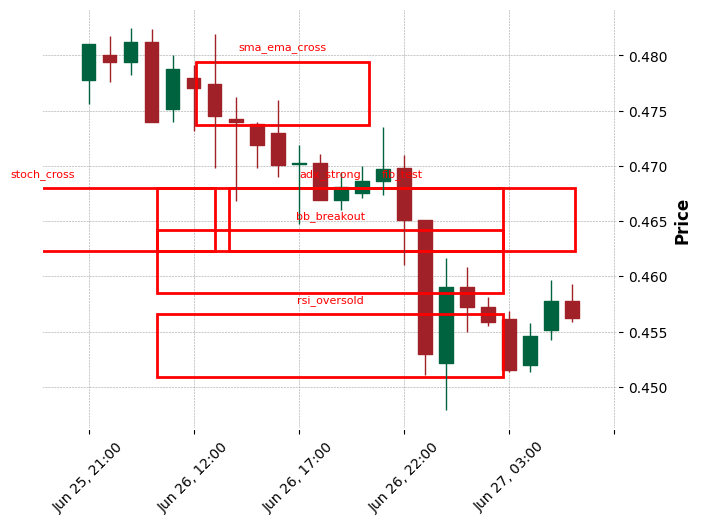 sma_ema_cross
0.480
0.475
0.470
stoch_cross
0.465
bb_breakout
0.460
rsi_oversold
0.455
0.450
Price
Jun 25, 21:00
Jun 26, 12:00
Jun 26, 17:00
Jun 26, 22:00
Jun 27, 03:00